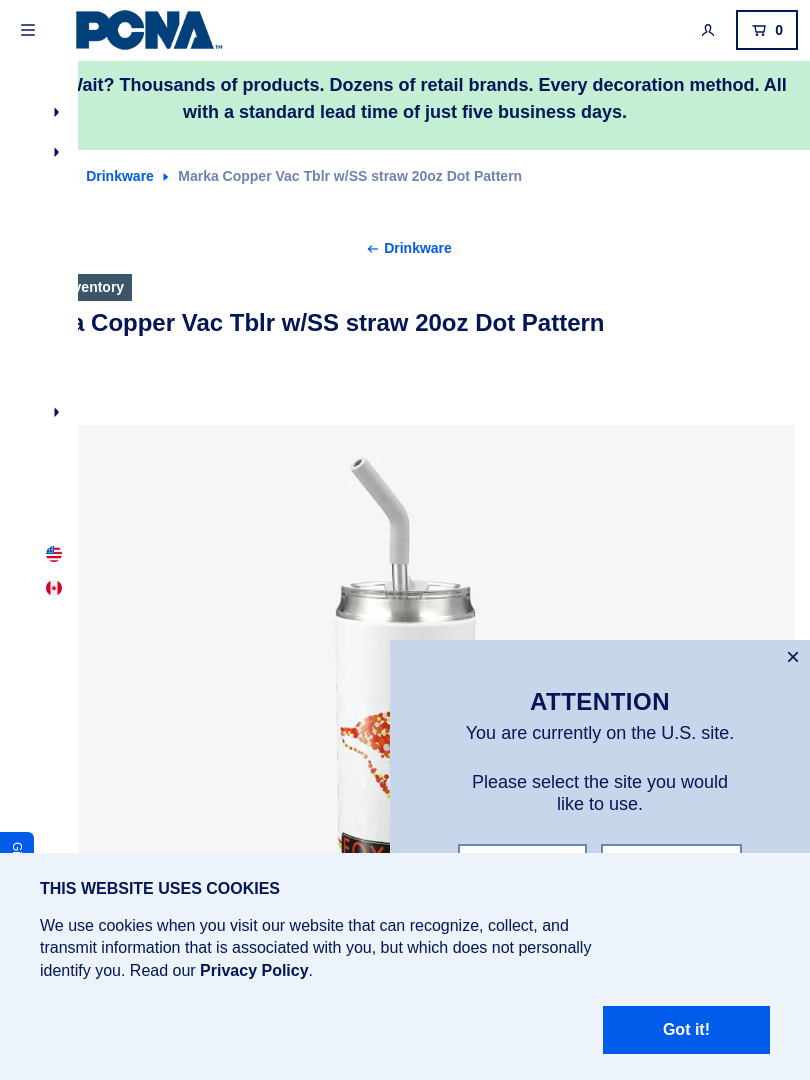 PCNA™
0
Wait? Thousands of products. Dozens of retail brands. Every decoration method. All
with a standard lead time of just five business days.
Drinkware
Marka Copper Vac Tblr w/SS straw 20oz Dot Pattern
Drinkware
ventory
a Copper Vac Tblr w/SS straw 20oz Dot Pattern
ATTENTION
You are currently on the U.S. site.
Please select the site you would
like to use.
THIS WEBSITE USES COOKIES
We use cookies when you visit our website that can recognize, collect, and
transmit information that is associated with you, but which does not personally
identify you. Read our Privacy Policy.
Got it!